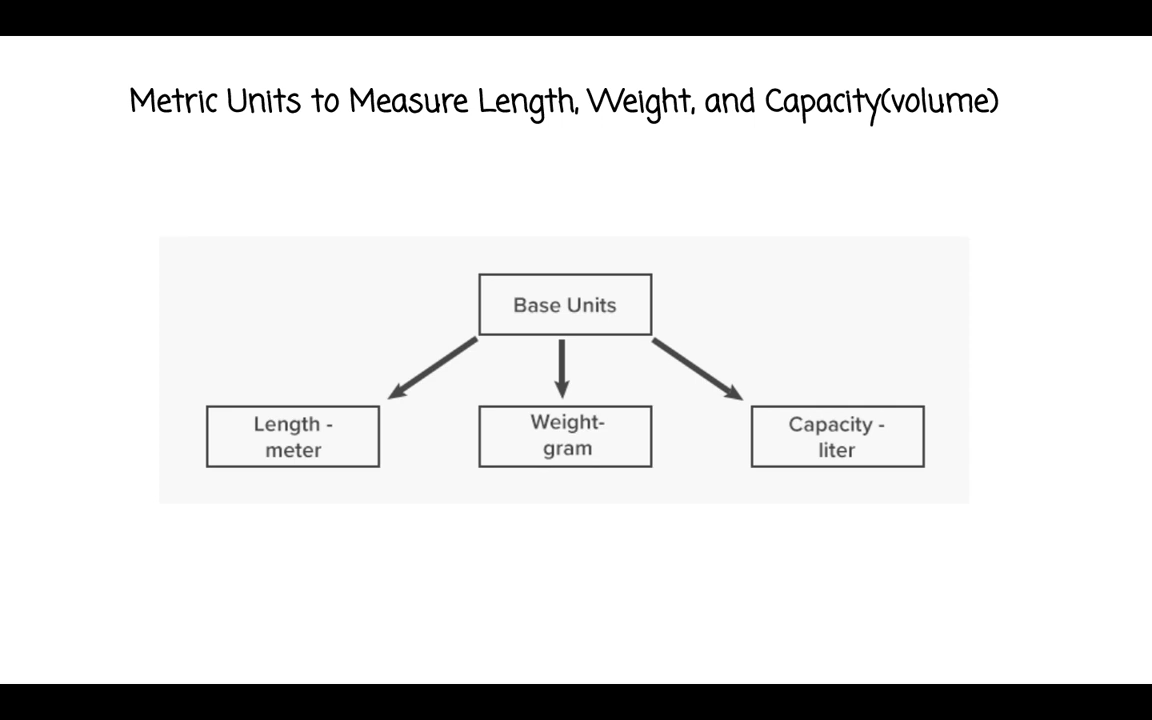 Metric Units to Measure Length, Weight, and Capacity(volume)
Base Units
Length -
meter
Weight-
gram
Capacity -
liter